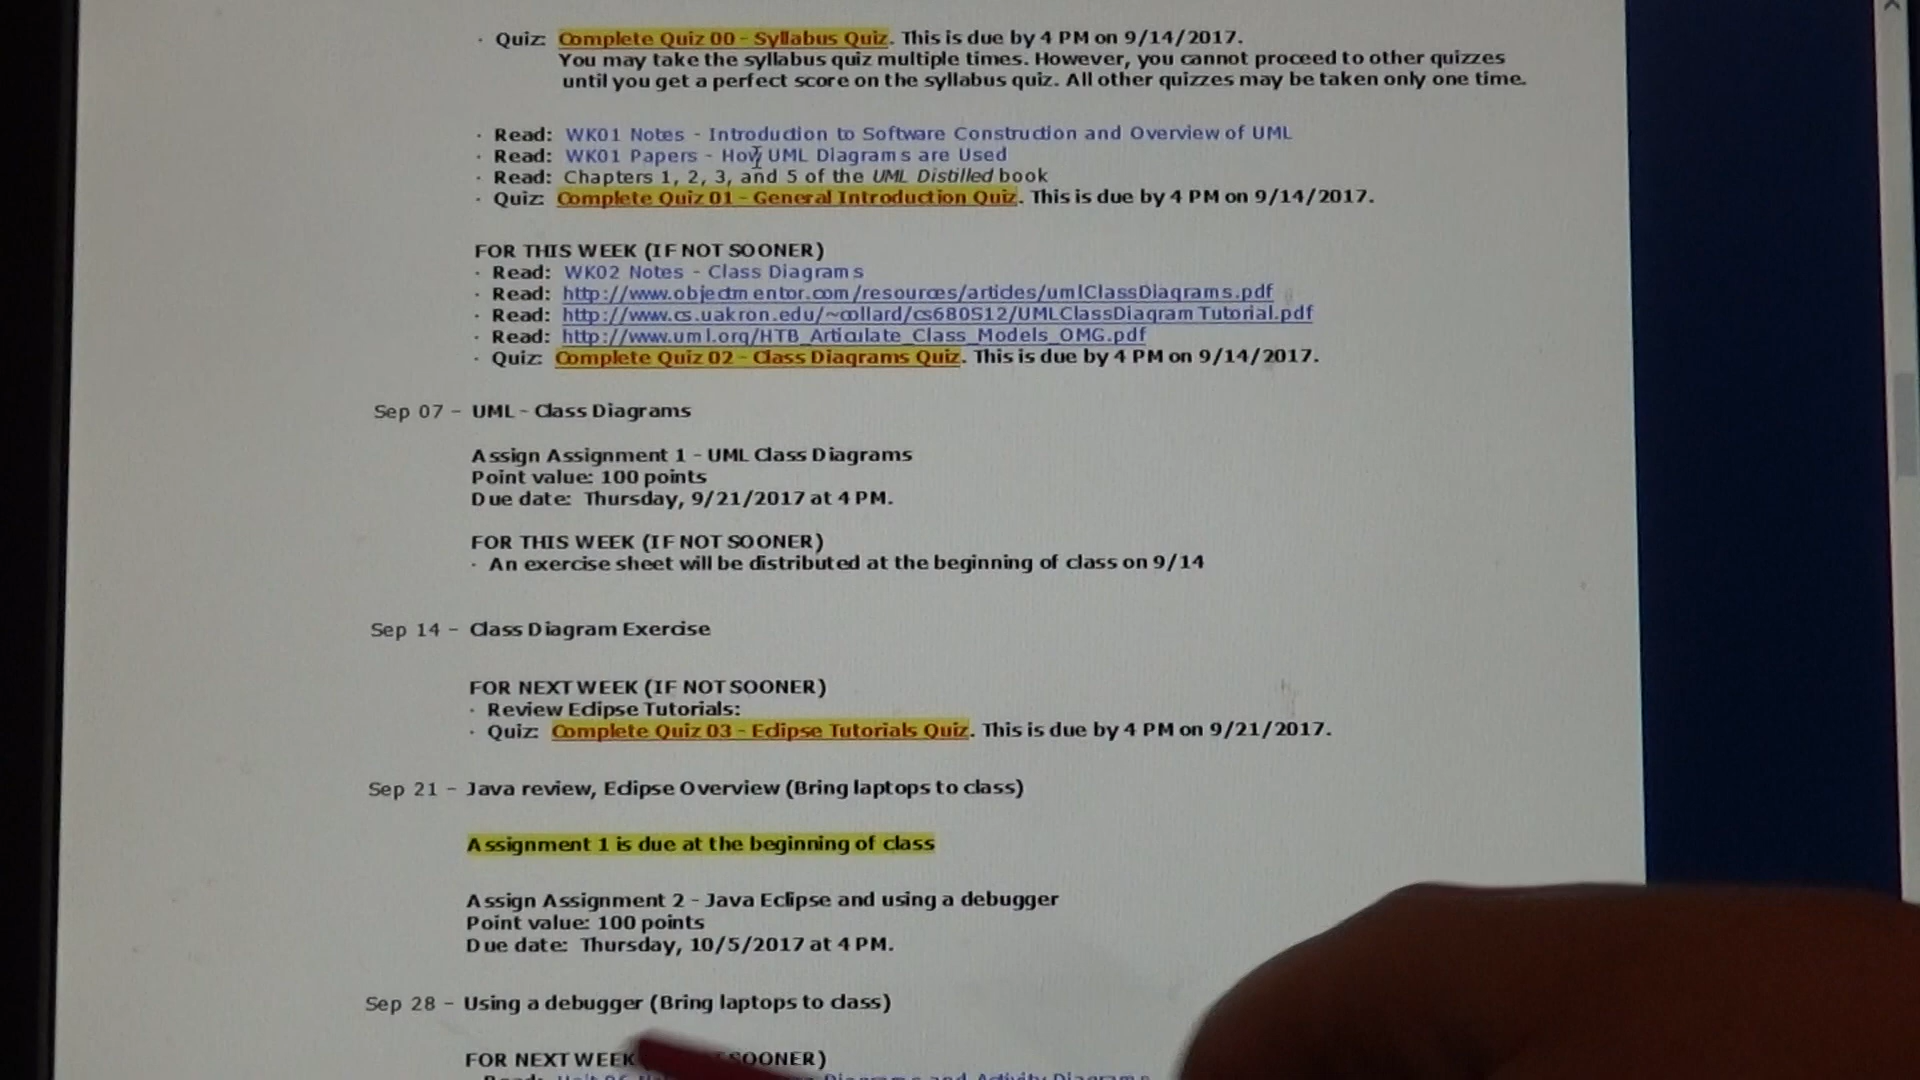 · Quiz: Complete Quiz 00 - Syllabus Quiz. This is due by 4 PM on 9/14/2017.
You may take the syllabus quiz multiple times. However, you cannot proceed to other quizzes
until you get a perfect score on the syllabus quiz. All other quizzes may be taken only one time.
· Read: WK01 Notes - Introduction to Software Construction and Overview of UML
· Read: WK01 Papers - How UML Diagrams are Used
· Read: Chapters 1, 2, 3, and 5 of the UML Distilled book
· Quiz: Complete Quiz 01 - General Introduction Quiz. This is due by 4 PM on 9/14/2017.
FOR THIS WEEK (IF NOT SOONER)
· Read: WK02 Notes - Class Diagrams
· Read: http://www.objectmentor.com/resources/articles/umlClassDiagrams.pdf
· Read: http://www.cs.uakron.edu/~collard/cs680S12/UMLClassDiagramTutorial.pdf
· Read: http://www.uml.org/HTB_Articulate_Class_Models_OMG.pdf
· Quiz: Complete Quiz 02 - Class Diagrams Quiz. This is due by 4 PM on 9/14/2017.
Sep 07 - UML - Class Diagrams
Assign Assignment 1 - UML Class Diagrams
Point value: 100 points
Due date: Thursday, 9/21/2017 at 4 PM.
FOR THIS WEEK (IF NOT SOONER)
· An exercise sheet will be distributed at the beginning of class on 9/14
Sep 14 - Class Diagram Exercise
FOR NEXT WEEK (IF NOT SOONER)
· Review Eclipse Tutorials:
· Quiz: Complete Quiz 03 - Eclipse Tutorials Quiz. This is due by 4 PM on 9/21/2017.
Sep 21 - Java review, Eclipse Overview (Bring laptops to class)
Assignment 1 is due at the beginning of class
Assign Assignment 2 - Java Eclipse and using a debugger
Point value: 100 points
Due date: Thursday, 10/5/2017 at 4 PM.
Sep 28 - Using a debugger (Bring laptops to class)
FOR NEXT WEEK SOONER)
Diagrams and Activity Diagrams